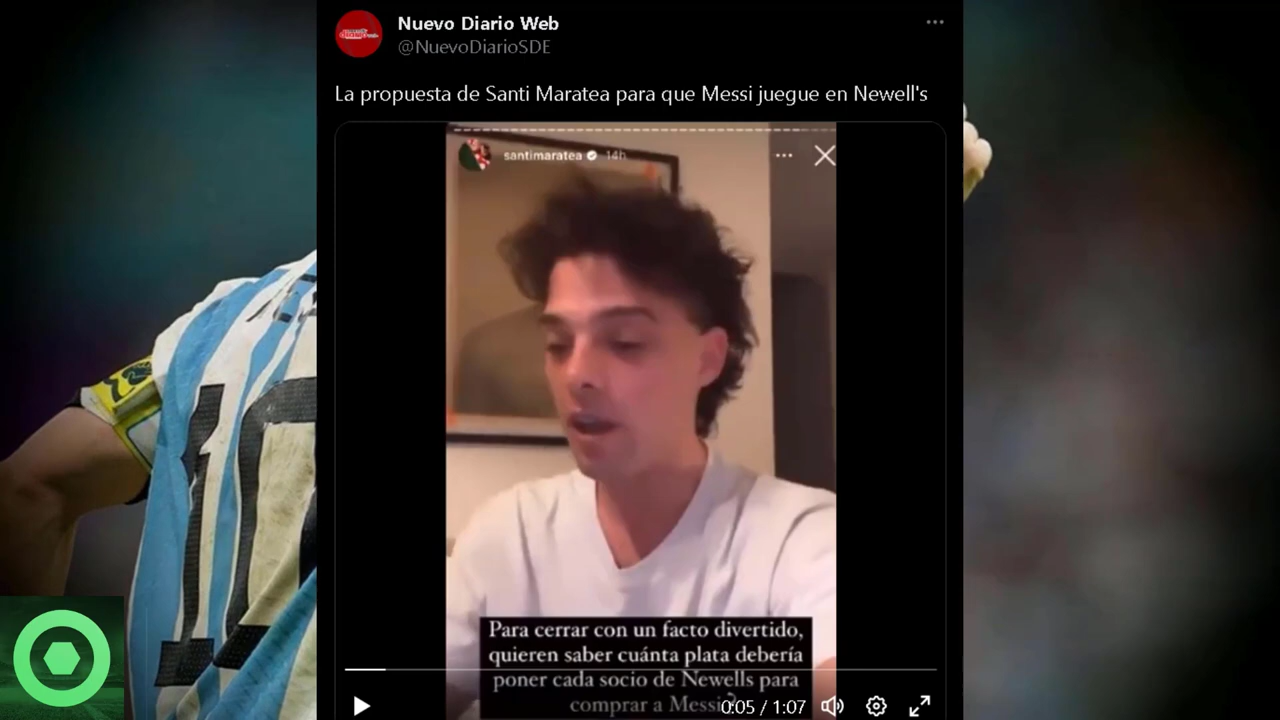 Nuevo Diario Web
@NuevoDiarioSDE
La propuesta de Santi Maratea para que Messi juegue en Newell's
santimaratea 14h
10
Para cerrar con un facto divertido,
quieren saber cuánta plata debería
poner cada socio de Newells para
comprar a Messi?
0:05 / 1:07